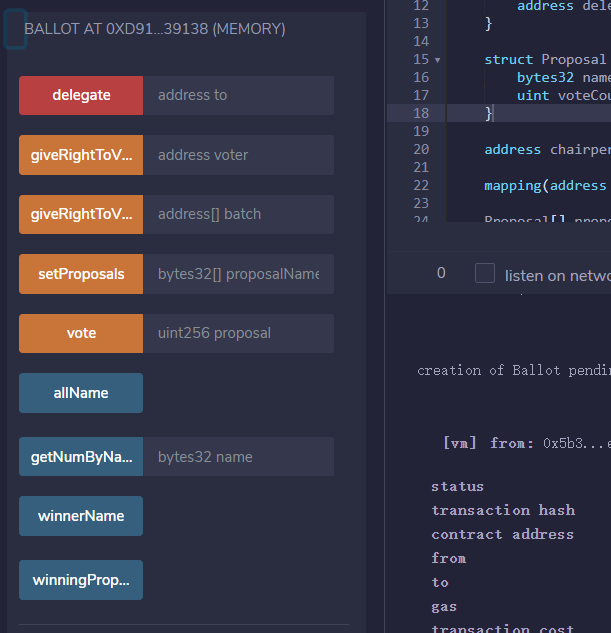 BALLOT AT 0XD91...39138 (MEMORY)
delegate address to
giveRightToV... address voter
giveRightToV... address[] batch
setProposals bytes32[] proposalName
vote uint256 proposal
allName
getNumByNa... bytes32 name
winnerName
winningProp...
12 address dele
13 }
14
15 struct Proposal
16 bytes32 name
17 uint voteCou
18 }
19
20 address chairper
21
22 mapping(address
23
24 Proposal[] propo
0 listen on netwo
creation of Ballot pendin
[vm] from: 0x5b3...e
status
transaction hash
contract address
from
to
gas
transaction cost